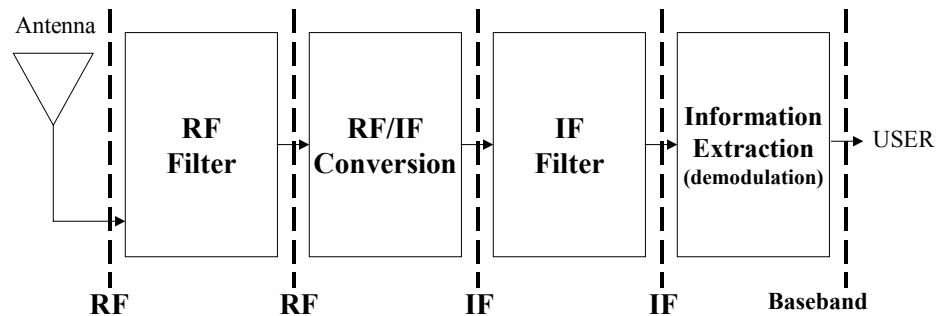 Antenna
RF
Filter
RF/IF
Conversion
IF
Filter
Information
Extraction
(demodulation)
USER
RF
RF
IF
IF
Baseband